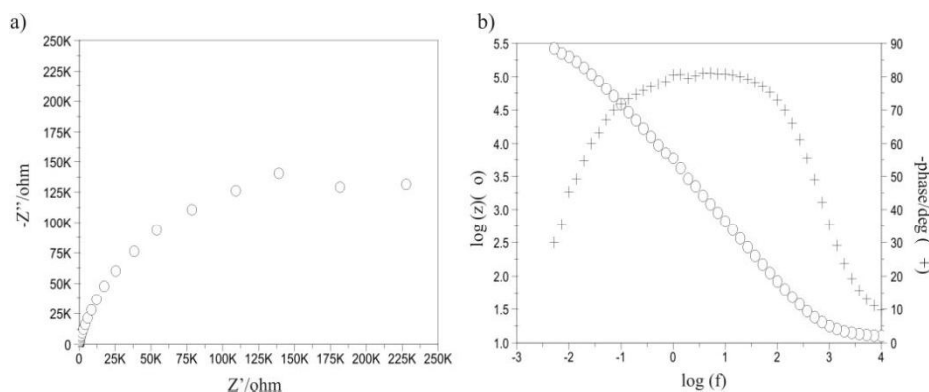 a)
250K
225K
200K
175K
150K
125K
100K
75K
50K
25K
0
-Z''/ohm
0 25K 50K 75K 100K 125K 150K 175K 200K 225K 250K
Z'/ohm
b)
5.5
5.0
4.5
4.0
3.5
3.0
2.5
2.0
1.5
1.0
log (z)( o)
90
80
70
60
50
40
30
20
10
0
-phase/deg ( +)
-3 -2 -1 0 1 2 3 4
log (f)